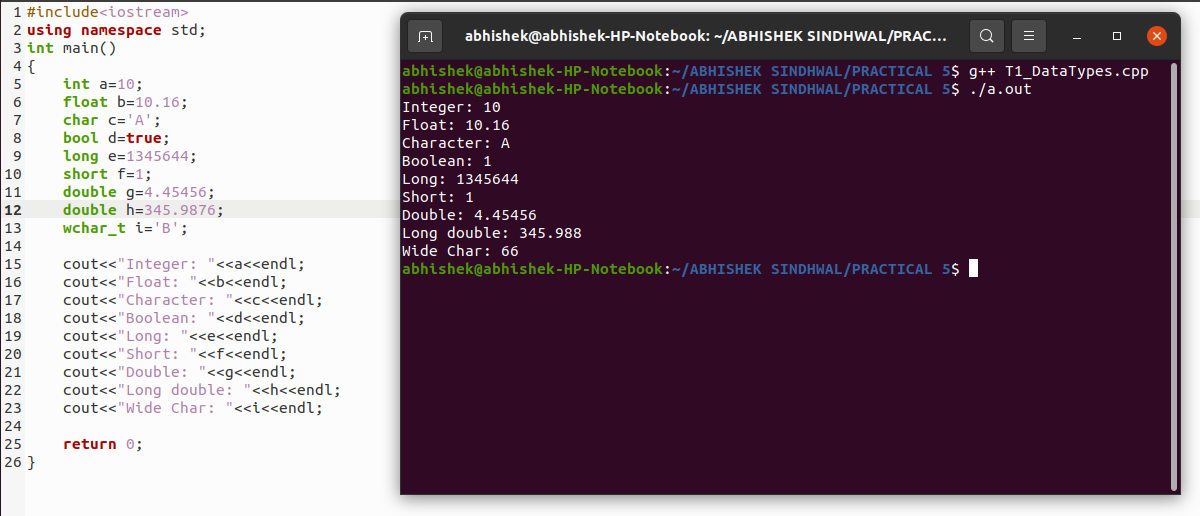 1 #include<iostream>
2 using namespace std;
3 int main()
4 {
5     int a=10;
6     float b=10.16;
7     char c='A';
8     bool d=true;
9     long e=1345644;
10     short f=1;
11     double g=4.45456;
12     double h=345.9876;
13     wchar_t i='B';
14
15     cout<<"Integer: "<<a<<endl;
16     cout<<"Float: "<<b<<endl;
17     cout<<"Character: "<<c<<endl;
18     cout<<"Boolean: "<<d<<endl;
19     cout<<"Long: "<<e<<endl;
20     cout<<"Short: "<<f<<endl;
21     cout<<"Double: "<<g<<endl;
22     cout<<"Long double: "<<h<<endl;
23     cout<<"Wide Char: "<<i<<endl;
24
25     return 0;
26 }
abhishek@abhishek-HP-Notebook: ~/ABHISHEK SINDHWAL/PRAC...
abhishek@abhishek-HP-Notebook:~/ABHISHEK SINDHWAL/PRACTICAL 5$ g++ T1_DataTypes.cpp
abhishek@abhishek-HP-Notebook:~/ABHISHEK SINDHWAL/PRACTICAL 5$ ./a.out
Integer: 10
Float: 10.16
Character: A
Boolean: 1
Long: 1345644
Short: 1
Double: 4.45456
Long double: 345.988
Wide Char: 66
abhishek@abhishek-HP-Notebook:~/ABHISHEK SINDHWAL/PRACTICAL 5$